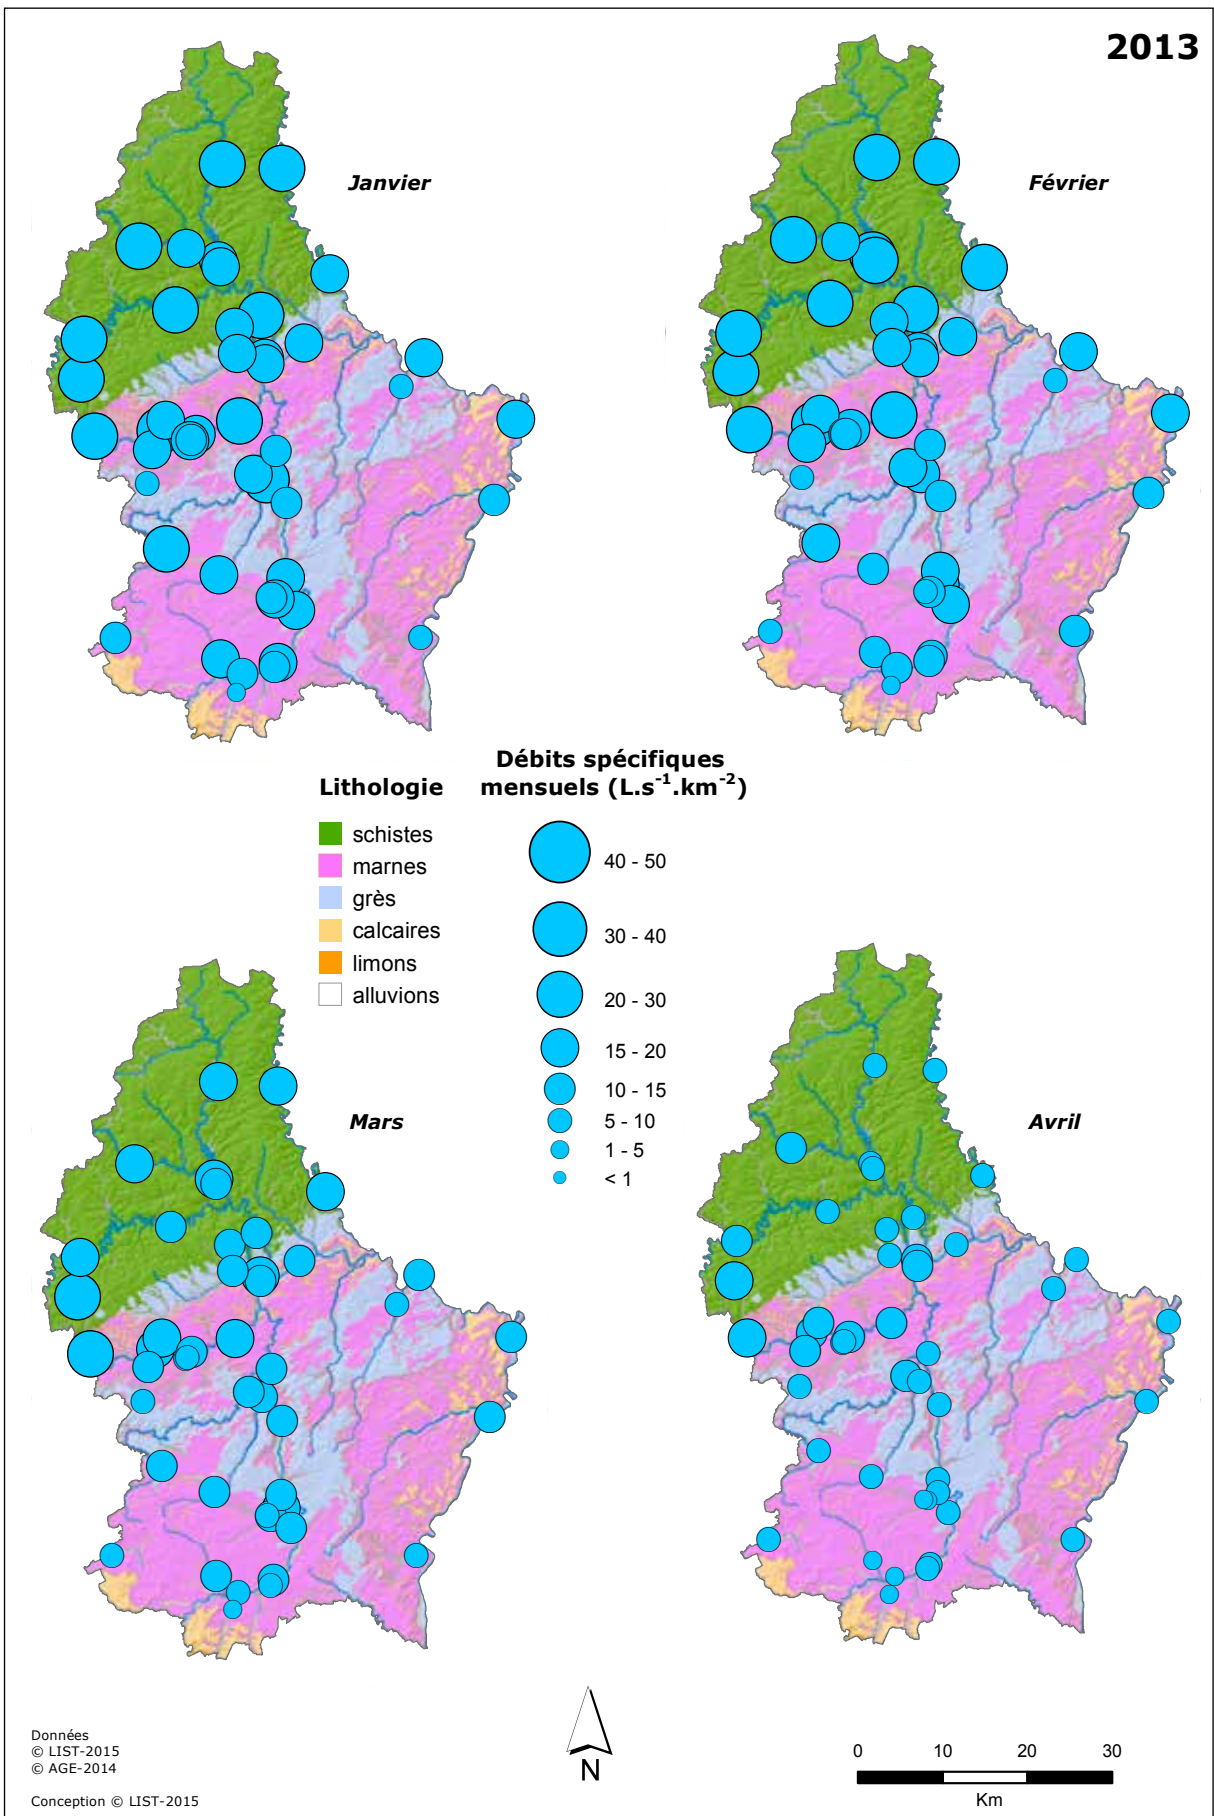 2013
Janvier
Février
Débits spécifiques
mensuels (L.s⁻¹.km⁻²)
Lithologie
schistes
marnes
grès
calcaires
limons
alluvions
40 - 50
30 - 40
20 - 30
15 - 20
10 - 15
5 - 10
1 - 5
< 1
Mars
Avril
Données
© LIST-2015
© AGE-2014
Conception © LIST-2015
N
0 10 20 30
Km